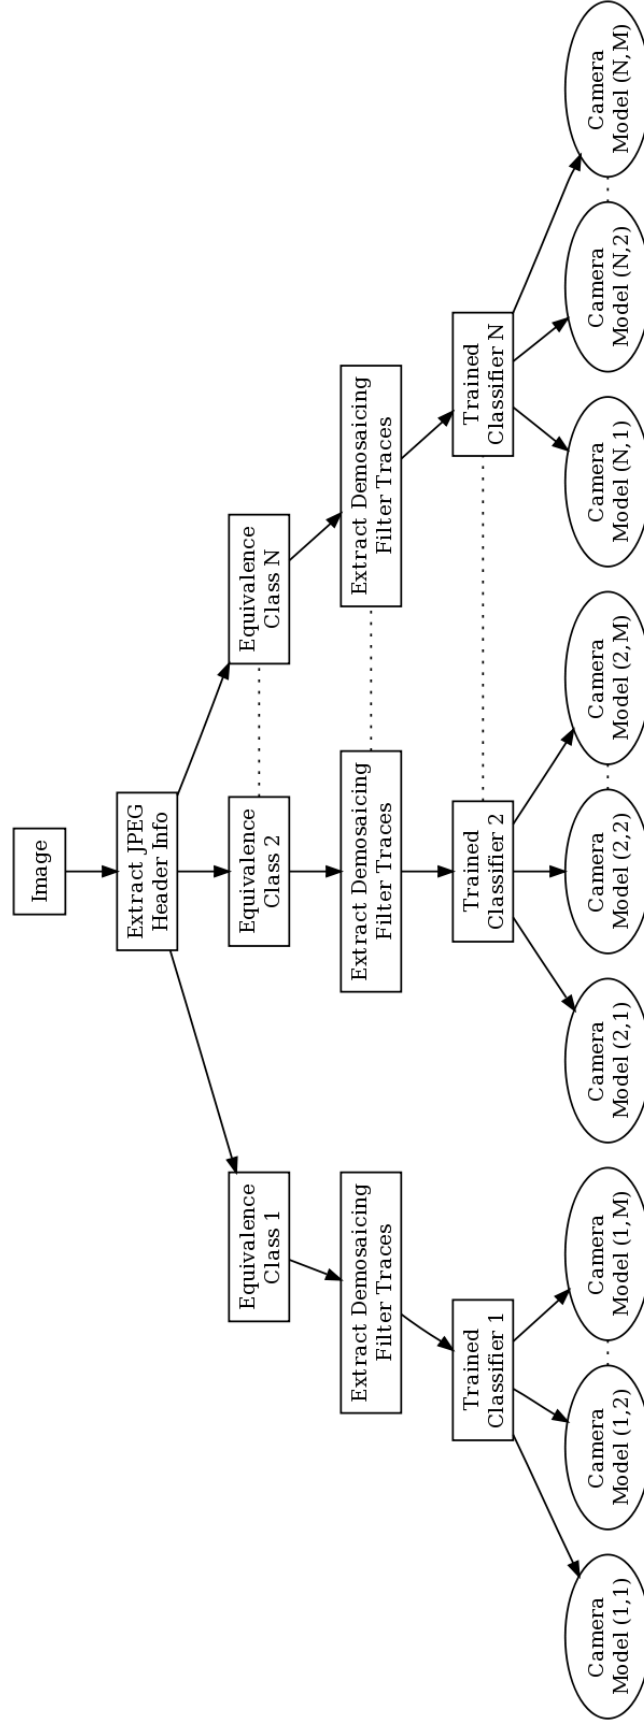 Image
Extract JPEG
Header Info
Equivalence
Class 1
Equivalence
Class 2
Equivalence
Class N
Extract Demosaicing
Filter Traces
Extract Demosaicing
Filter Traces
Extract Demosaicing
Filter Traces
Trained
Classifier 1
Trained
Classifier 2
Trained
Classifier N
Camera
Model (1,1)
Camera
Model (1,2)
Camera
Model (1,M)
Camera
Model (2,1)
Camera
Model (2,2)
Camera
Model (2,M)
Camera
Model (N,1)
Camera
Model (N,2)
Camera
Model (N,M)